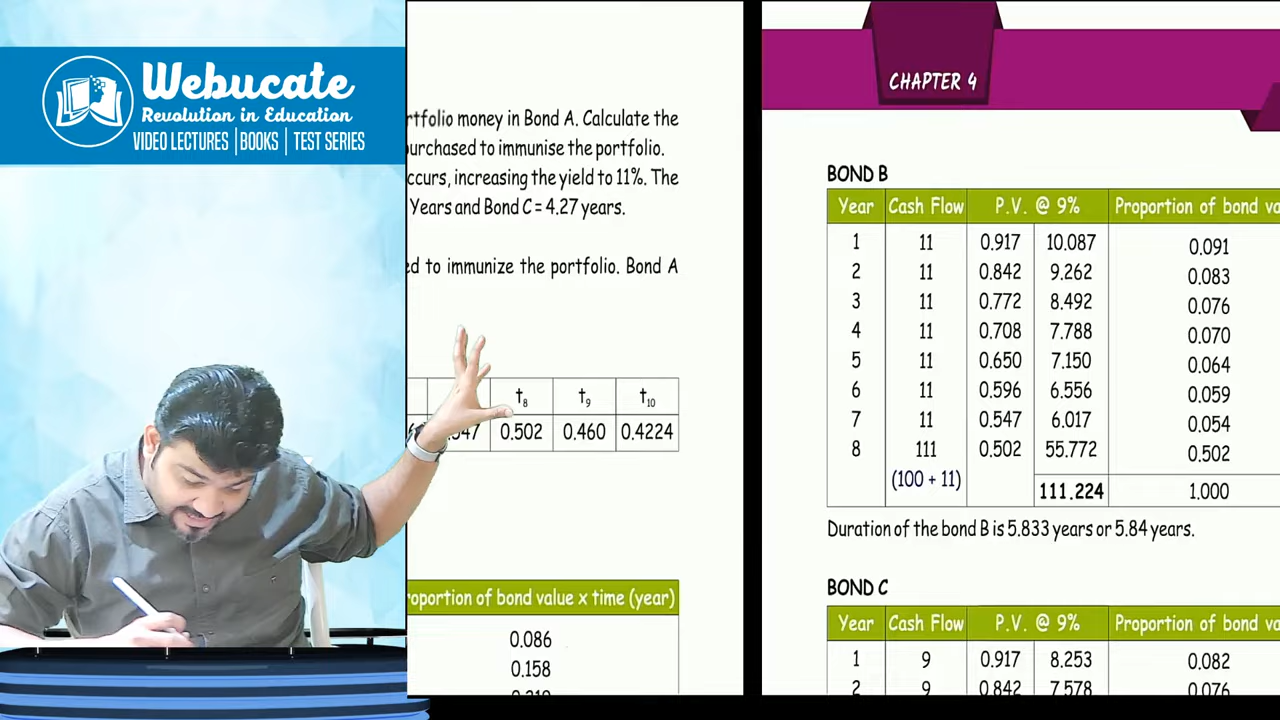 Webucate
Revolution in Education
VIDEO LECTURES | BOOKS | TEST SERIES
money in Bond A. Calculate the
to immunise the portfolio.
increasing the yield to 11%. The
Years and Bond C = 4.27 years.
to immunize the portfolio. Bond A
t8 t9 t10
0.502 0.460 0.4224
bond value x time (year)
0.086
0.158
CHAPTER 4
BOND B
Year Cash Flow P.V. @ 9% Proportion of bond
1 11 0.917 10.087 0.091
2 11 0.842 9.262 0.083
3 11 0.772 8.492 0.076
4 11 0.708 7.788 0.070
5 11 0.650 7.150 0.064
6 11 0.596 6.556 0.059
7 11 0.547 6.017 0.054
8 111 0.502 55.772 0.502
(100 + 11)
111.224 1.000
Duration of the bond B is 5.833 years or 5.84 years.
BOND C
Year Cash Flow P.V. @ 9% Proportion of bond
1 9 0.917 8.253 0.082
2 9 0.842 7.578 0.076